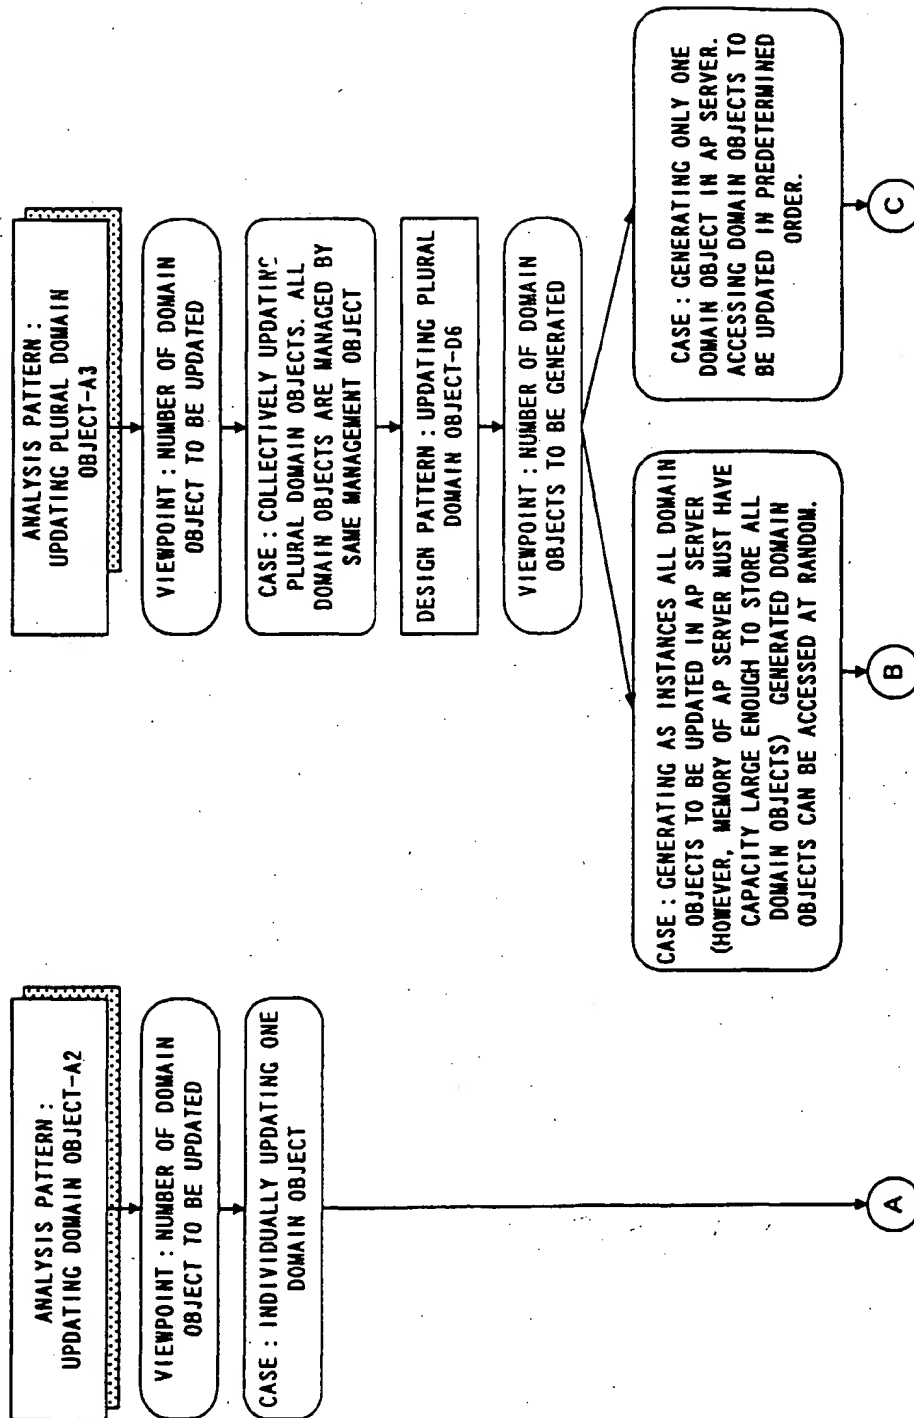 ANALYSIS PATTERN :
UPDATING DOMAIN OBJECT-A2
VIEWPOINT : NUMBER OF DOMAIN
OBJECT TO BE UPDATED
CASE : INDIVIDUALLY UPDATING ONE
DOMAIN OBJECT
A
ANALYSIS PATTERN :
UPDATING PLURAL DOMAIN
OBJECT-A3
VIEWPOINT : NUMBER OF DOMAIN
OBJECT TO BE UPDATED
CASE : COLLECTIVELY UPDATING
PLURAL DOMAIN OBJECTS. ALL
DOMAIN OBJECTS ARE MANAGED BY
SAME MANAGEMENT OBJECT
DESIGN PATTERN : UPDATING PLURAL
DOMAIN OBJECT-D6
VIEWPOINT : NUMBER OF DOMAIN
OBJECTS TO BE GENERATED
CASE : GENERATING AS INSTANCES ALL DOMAIN
OBJECTS TO BE UPDATED IN AP SERVER
(HOWEVER, MEMORY OF AP SERVER MUST HAVE
CAPACITY LARGE ENOUGH TO STORE ALL
DOMAIN OBJECTS) GENERATED DOMAIN
OBJECTS CAN BE ACCESSED AT RANDOM.
B
CASE : GENERATING ONLY ONE
DOMAIN OBJECT IN AP SERVER.
ACCESSING DOMAIN OBJECTS TO
BE UPDATED IN PREDETERMINED
ORDER.
C